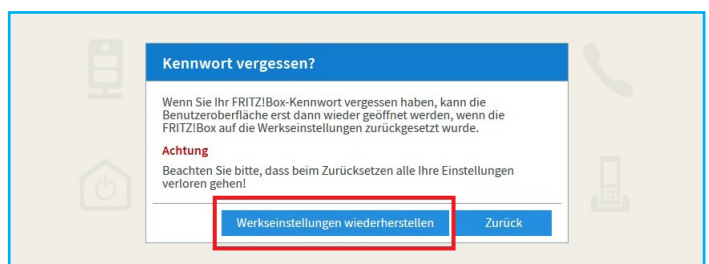 Kennwort vergessen?
Wenn Sie Ihr FRITZ!Box-Kennwort vergessen haben, kann die
Benutzeroberfläche erst dann wieder geöffnet werden, wenn die
FRITZ!Box auf die Werkseinstellungen zurückgesetzt wurde.
Achtung
Beachten Sie bitte, dass beim Zurücksetzen alle Ihre Einstellungen
verloren gehen!
Werkseinstellungen wiederherstellen Zurück